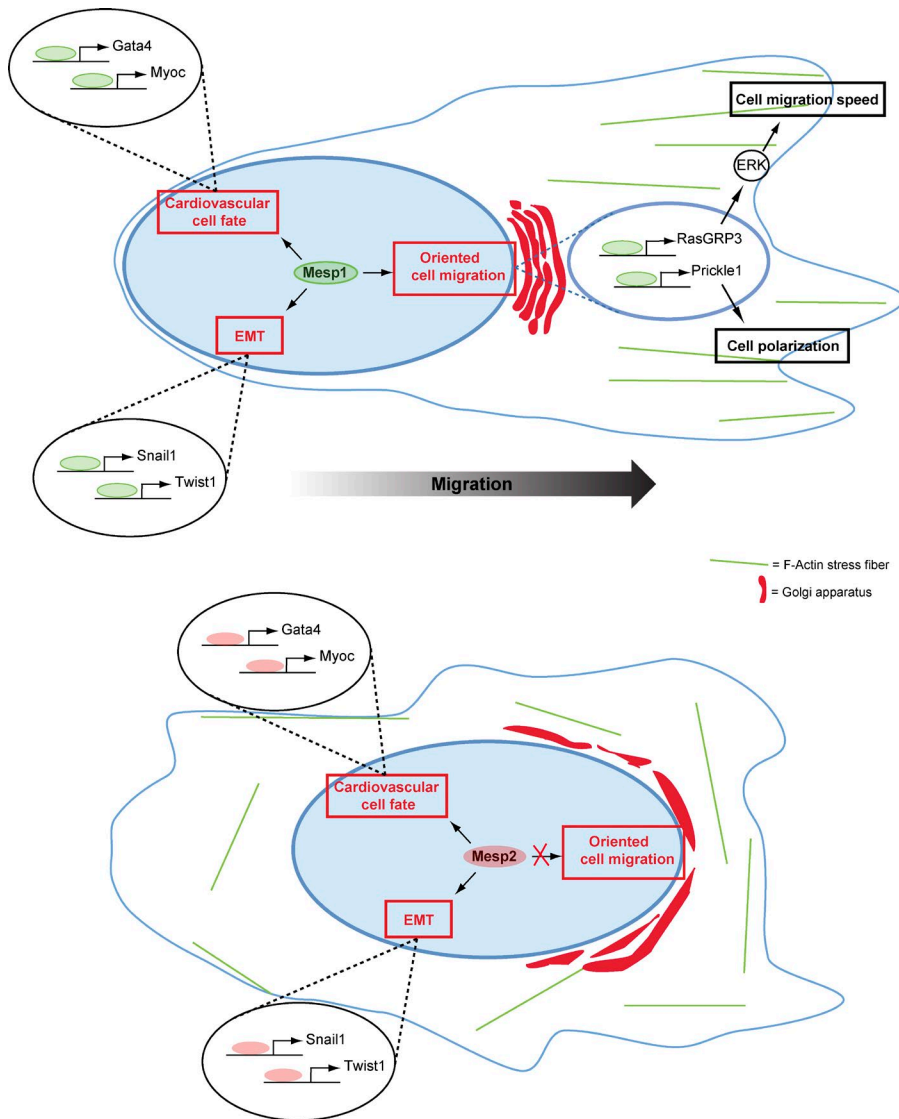 Gata4
Myoc
Cell migration speed
ERK
Cardiovascular
cell fate
RasGRP3
Oriented
cell migration
Mesp1
Prickle1
EMT
Cell polarization
Snail1
Twist1
Migration
= F-Actin stress fiber
= Golgi apparatus
Gata4
Myoc
Cardiovascular
cell fate
Oriented
cell migration
Mesp2
EMT
Snail1
Twist1